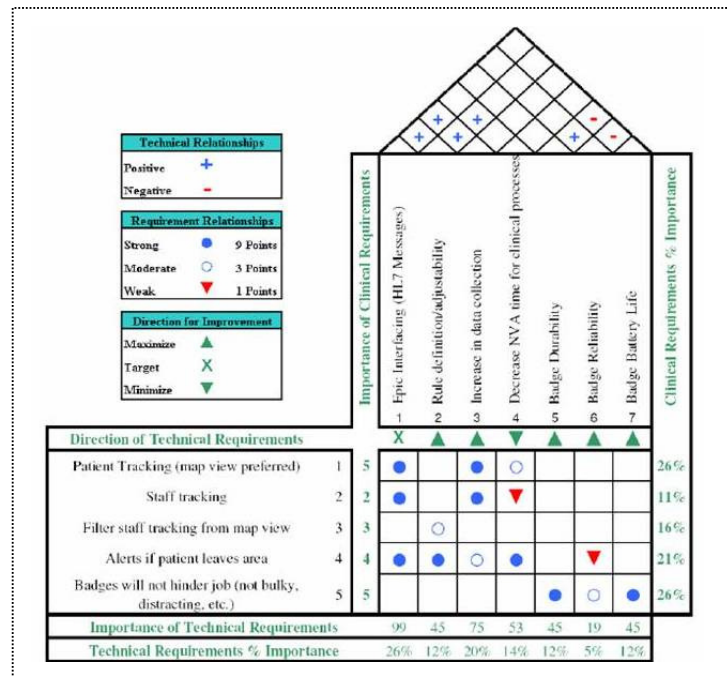 Technical Relationships
Positive +
Negative -
Requirement Relationships
Strong 9 Points
Moderate 3 Points
Weak 1 Points
Direction for Improvement
Maximize
Target X
Minimize
Importance of Clinical Requirements
Epic Interfacing (HL7 Messages)
Rule definition/adjustability
Increase in data collection
Decrease NVA time for clinical processes
Badge Durability
Badge Reliability
Badge Battery Life
Clinical Requirements % Importance
1 2 3 4 5 6 7
Direction of Technical Requirements X
Patient Tracking (map view preferred) 1 5 26%
Staff tracking 2 2 11%
Filter staff tracking from map view 3 3 16%
Alerts if patient leaves area 4 4 21%
Badges will not hinder job (not bulky,
distracting, etc.) 5 5 26%
Importance of Technical Requirements 99 45 75 53 45 19 45
Technical Requirements % Importance 26% 12% 20% 14% 12% 5% 12%